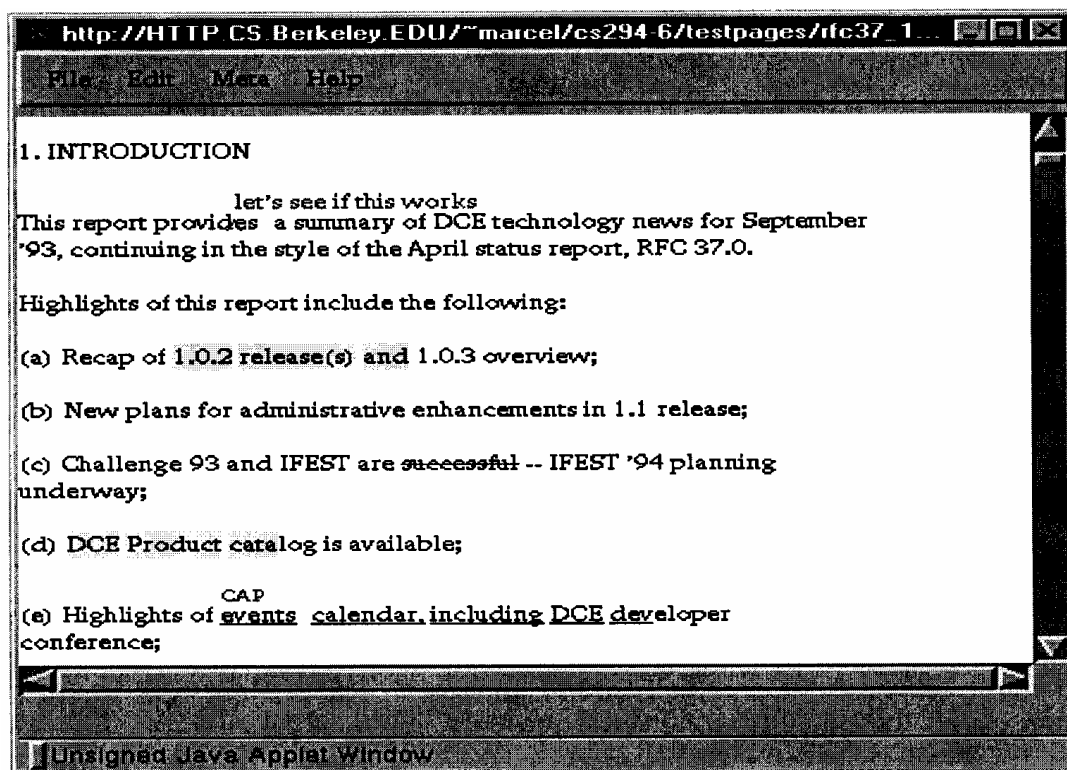 http://HTTP.CS.Berkeley.EDU/~marcel/cs294-6/testpages/rfc37_1...
File Edit Meta Help
1. INTRODUCTION
let's see if this works
This report provides a summary of DCE technology news for September
'93, continuing in the style of the April status report, RFC 37.0.
Highlights of this report include the following:
(a) Recap of 1.0.2 release(s) and 1.0.3 overview;
(b) New plans for administrative enhancements in 1.1 release;
(c) Challenge 93 and IFEST are successful -- IFEST '94 planning
underway;
(d) DCE Product catalog is available;
CAP
(e) Highlights of events calendar, including DCE developer
conference;
Unsigned Java Applet Window